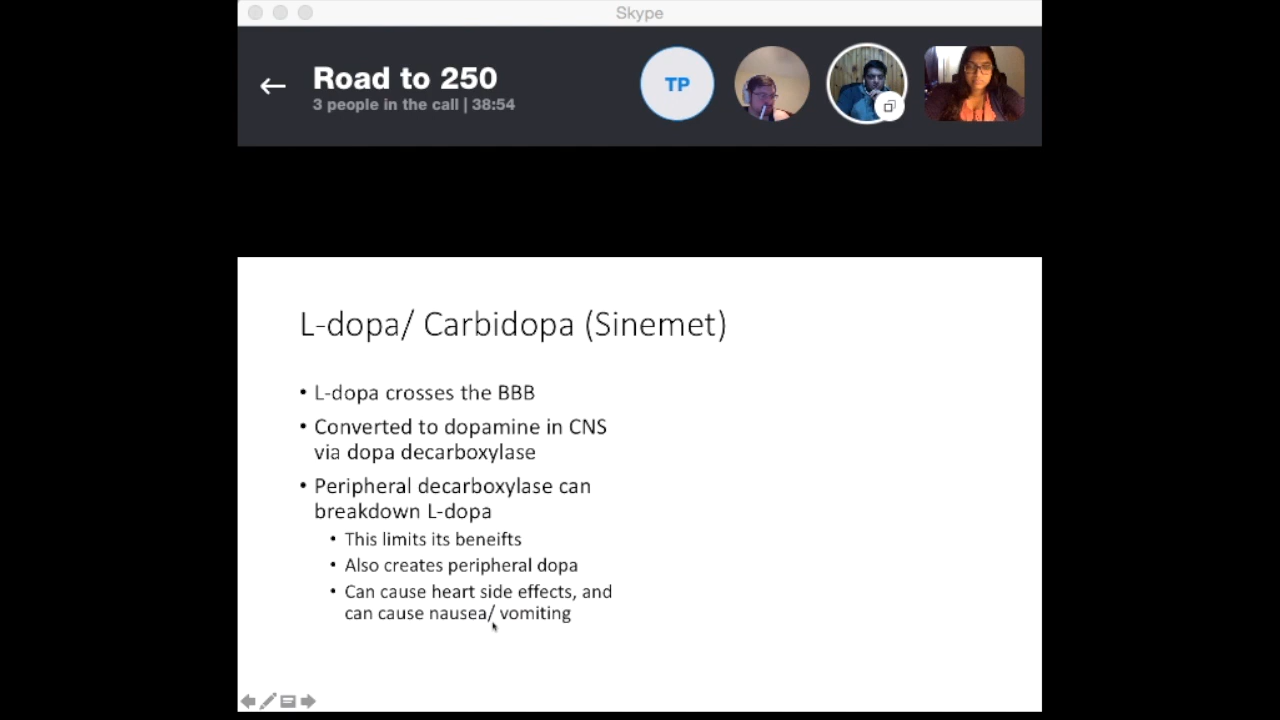 Skype
Road to 250
3 people in the call | 38:54
TP
L-dopa/ Carbidopa (Sinemet)
• L-dopa crosses the BBB
• Converted to dopamine in CNS
via dopa decarboxylase
• Peripheral decarboxylase can
breakdown L-dopa
• This limits its beneifts
• Also creates peripheral dopa
• Can cause heart side effects, and
can cause nausea/ vomiting